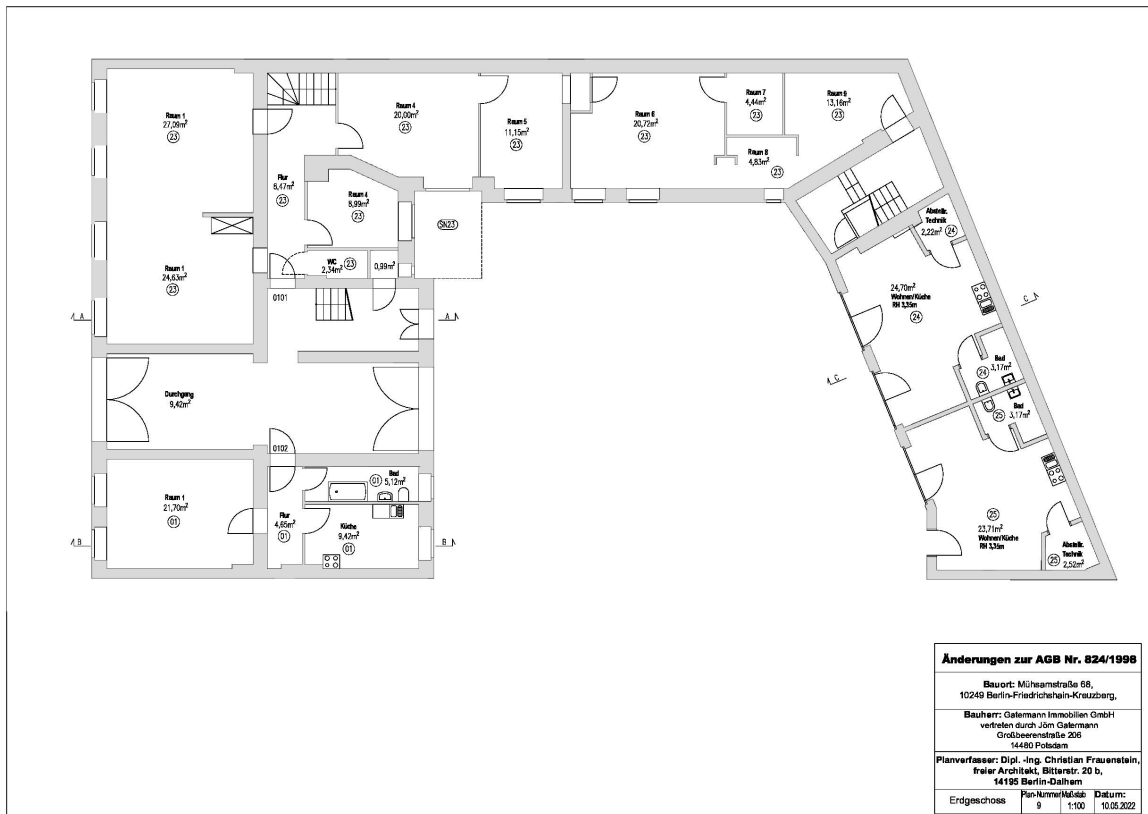 Raum 1
27,09m²
23
Raum 4
20,00m²
23
Raum 5
11,15m²
23
Raum 6
20,72m²
23
Raum 7
4,44m²
23
Raum 9
13,16m²
23
Raum 8
4,83m²
23
Flur
6,47m²
23
Raum 4
8,99m²
23
SN23
WC
23
2,34m²
0,99m²
Raum 1
24,63m²
23
0101
A
A
Abstellr.
Technik
2,22m²
24
24,70m²
Wohnen/Küche
RH 3,35m
24
C
C
Bad
3,17m²
24
Bad
3,17m²
25
Durchgang
9,42m²
0102
Raum 1
21,70m²
01
Bad
01
5,12m²
Flur
4,65m²
01
Küche
9,42m²
01
B
B
25
23,71m²
Wohnen/Küche
RH 3,35m
Abstellr.
Technik
25
2,52m²
Änderungen zur AGB Nr. 824/1998
Bauort: Mühsamstraße 68,
10249 Berlin-Friedrichshain-Kreuzberg,
Bauherr: Gatermann Immobilien GmbH
vertreten durch Jörn Gatermann
Großbeerenstraße 206
14480 Potsdam
Planverfasser: Dipl. -Ing. Christian Frauenstein,
freier Architekt, Bitterstr. 20 b,
14195 Berlin-Dalhem
Erdgeschoss
Plan-Nummer
9
Maßstab
1:100
Datum:
10.05.2022